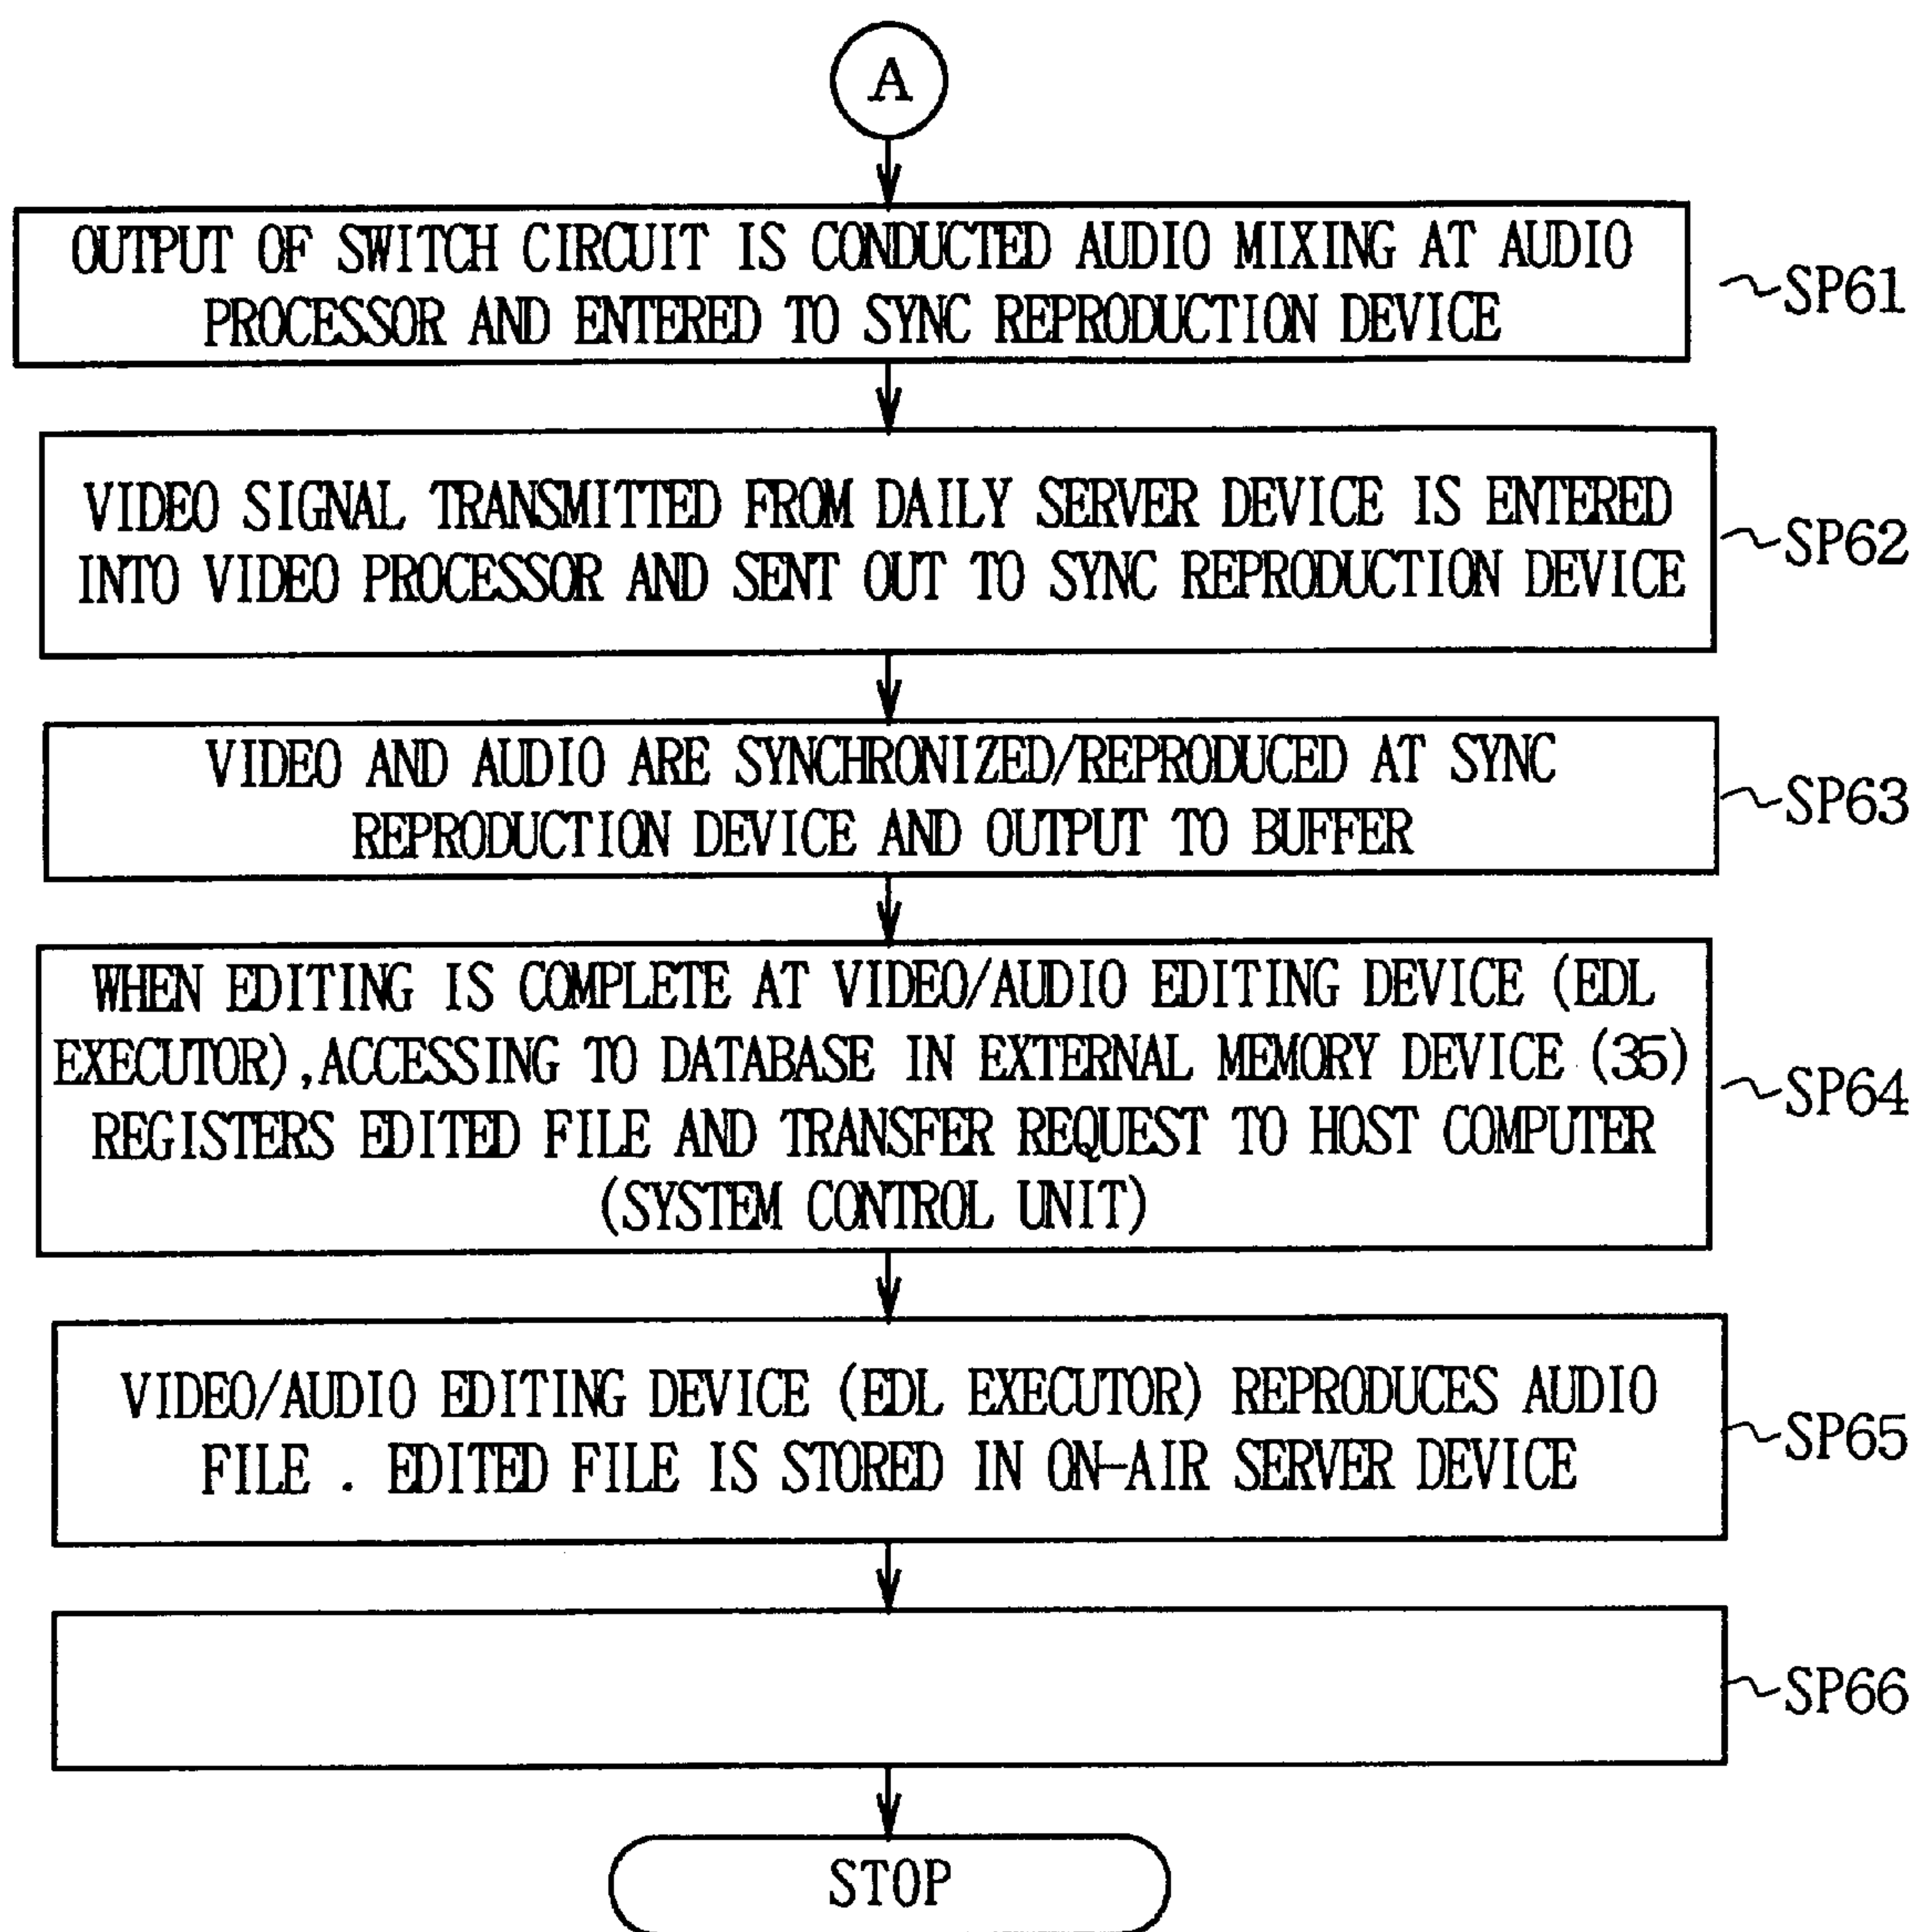 A
OUTPUT OF SWITCH CIRCUIT IS CONDUCTED AUDIO MIXING AT AUDIO
PROCESSOR AND ENTERED TO SYNC REPRODUCTION DEVICE
SP61
VIDEO SIGNAL TRANSMITTED FROM DAILY SERVER DEVICE IS ENTERED
INTO VIDEO PROCESSOR AND SENT OUT TO SYNC REPRODUCTION DEVICE
SP62
VIDEO AND AUDIO ARE SYNCHRONIZED/REPRODUCED AT SYNC
REPRODUCTION DEVICE AND OUTPUT TO BUFFER
SP63
WHEN EDITING IS COMPLETE AT VIDEO/AUDIO EDITING DEVICE (EDL
EXECUTOR),ACCESSING TO DATABASE IN EXTERNAL MEMORY DEVICE (35)
REGISTERS EDITED FILE AND TRANSFER REQUEST TO HOST COMPUTER
(SYSTEM CONTROL UNIT)
SP64
VIDEO/AUDIO EDITING DEVICE (EDL EXECUTOR) REPRODUCES AUDIO
FILE . EDITED FILE IS STORED IN ON-AIR SERVER DEVICE
SP65
SP66
STOP